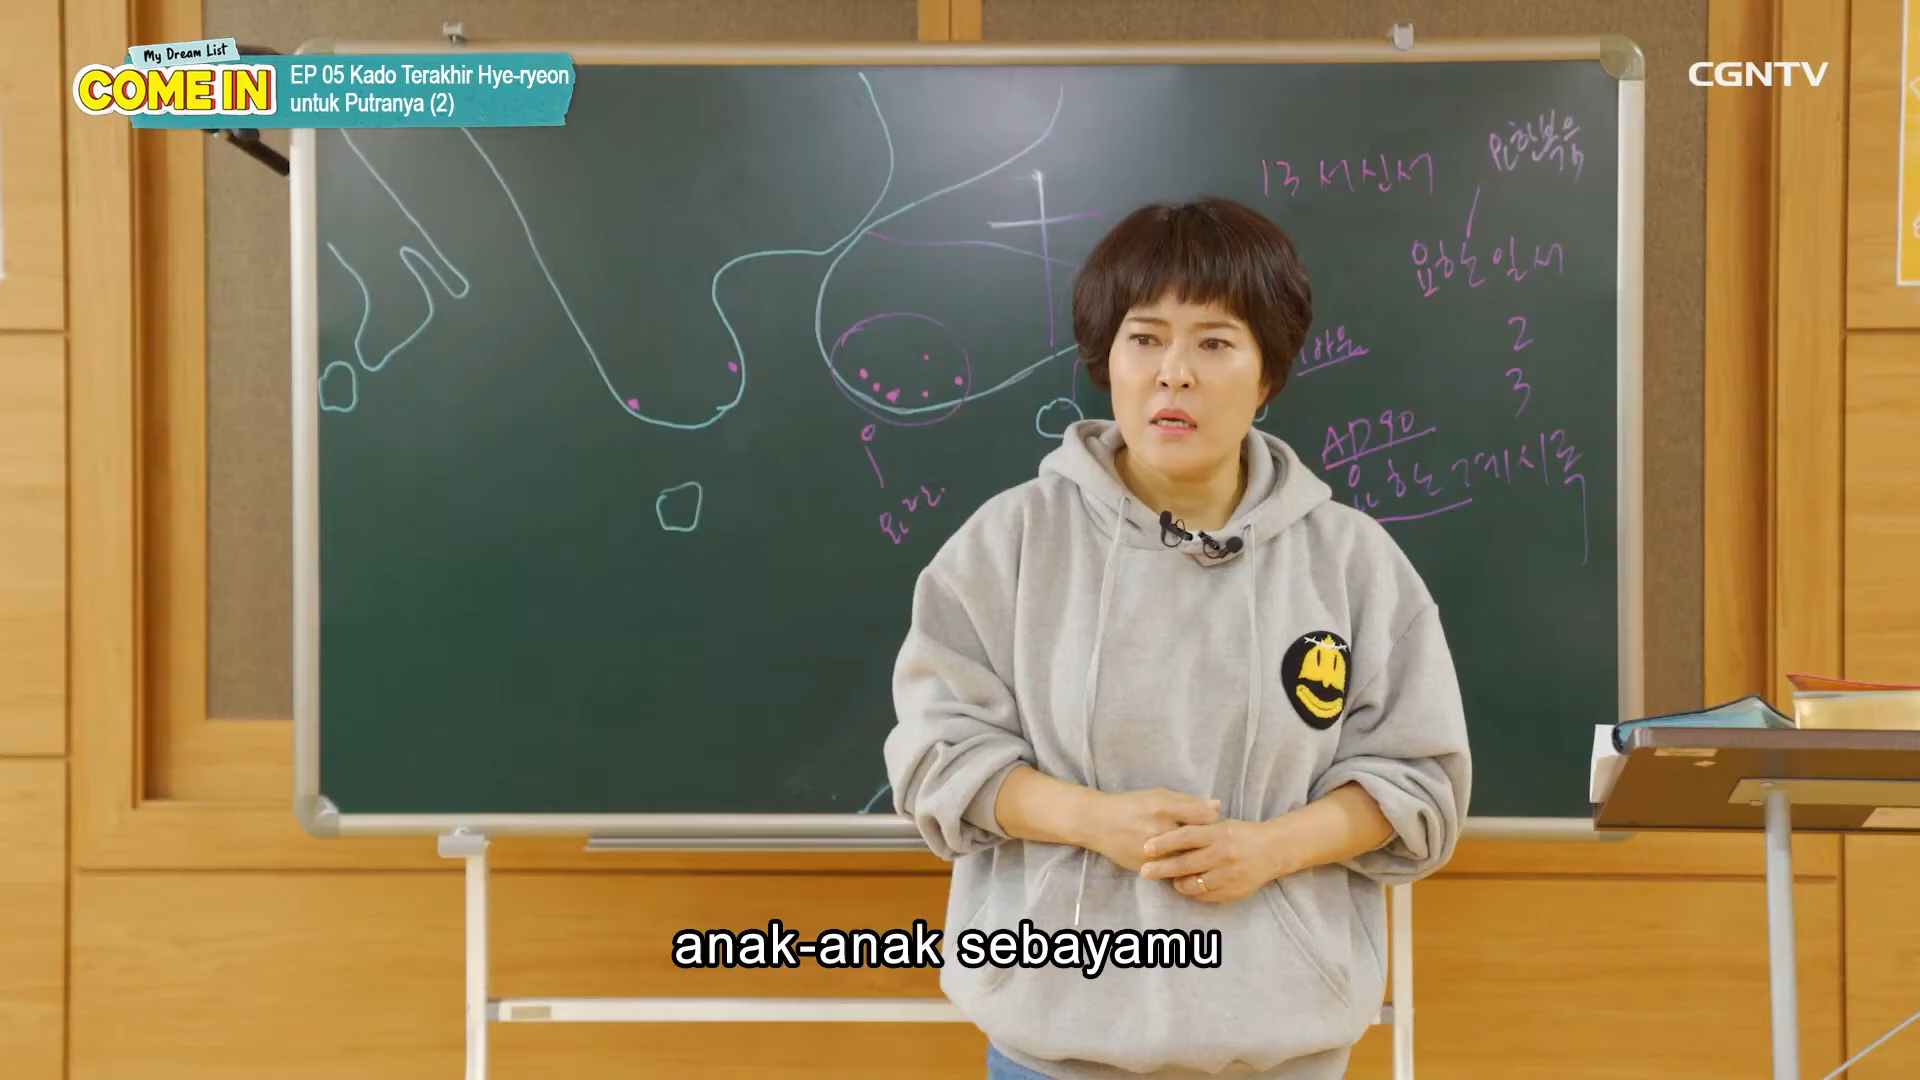 My Dream List
COME IN
EP 05 Kado Terakhir Hye-ryeon
untuk Putranya (2)
CGNTV
요한복음
13 서신서
요한일서
2
3
AD90
요한계시록
anak-anak sebayamu